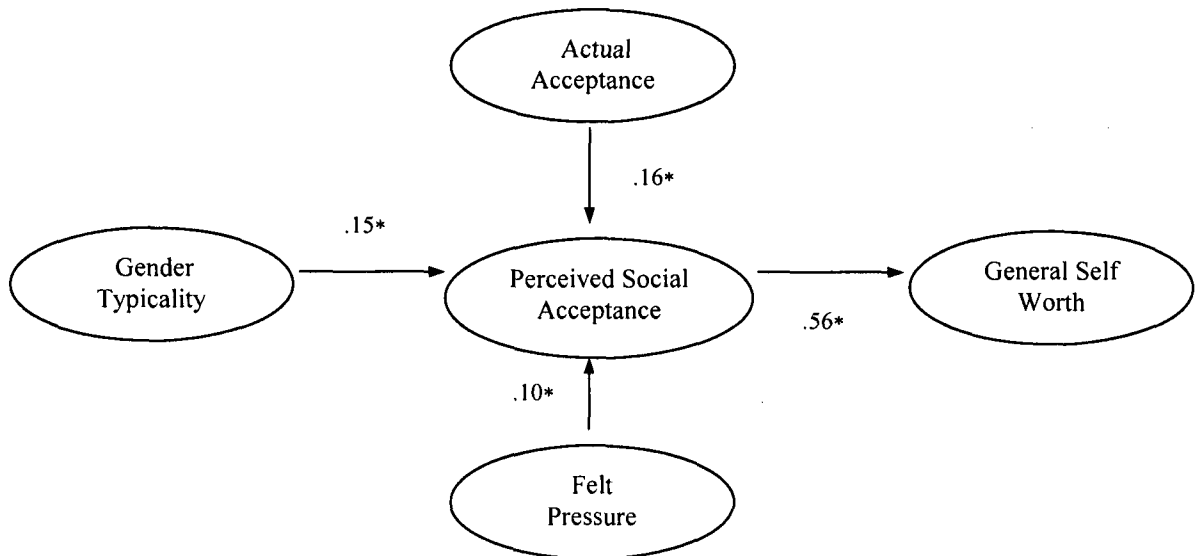 Actual
Acceptance
.16*
.15*
Gender
Typicality
Perceived Social
Acceptance
General Self
Worth
.56*
.10*
Felt
Pressure